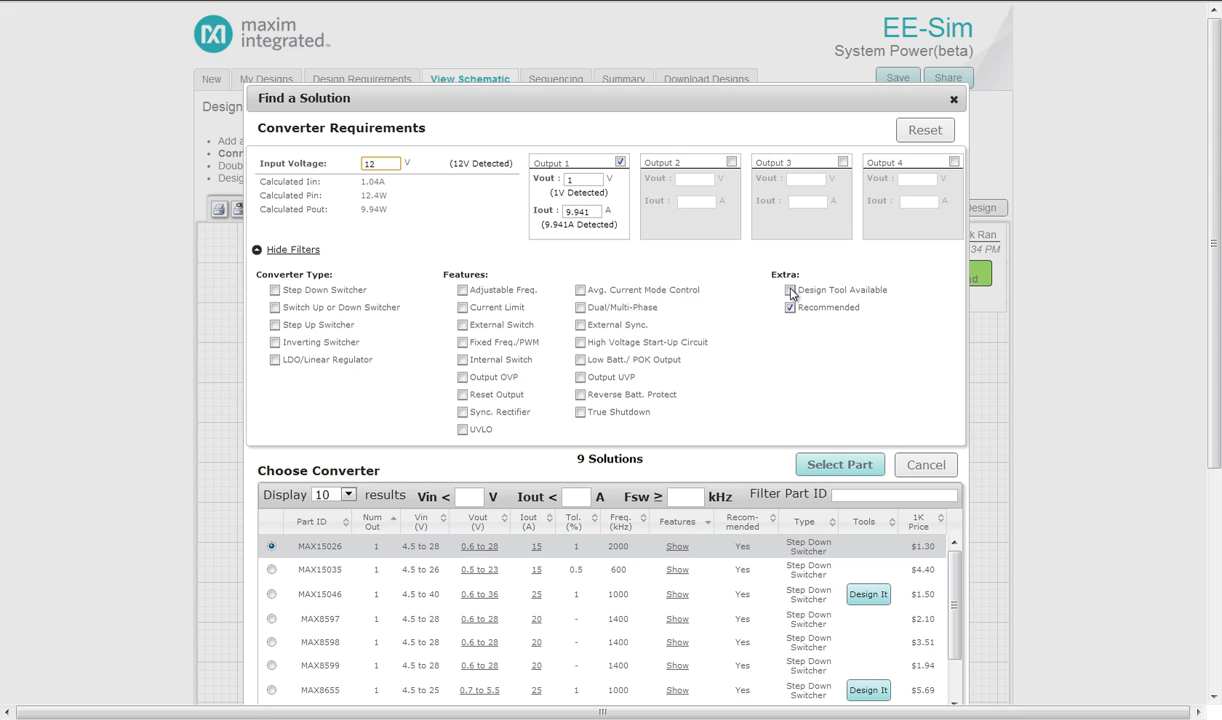 maxim
integrated™
EE-Sim
System Power(beta)
New My Designs Design Requirements View Schematic Sequencing Summary Download Designs Save Share
Design
Find a Solution
Converter Requirements Reset
• Add a
• Conn
• Doub
• Desig
Input Voltage: 12 V (12V Detected)
Calculated Iin: 1.04A
Calculated Pin: 12.4W
Calculated Pout: 9.94W
Output 1
Vout : 1 V
(1V Detected)
Iout : 9.941 A
(9.941A Detected)
Output 2
Vout : V
Iout : A
Output 3
Vout : V
Iout : A
Output 4
Vout : V
Iout : A
Design
k Ran
34 PM
Hide Filters
Converter Type:
Step Down Switcher
Switch Up or Down Switcher
Step Up Switcher
Inverting Switcher
LDO/Linear Regulator
Features:
Adjustable Freq.
Current Limit
External Switch
Fixed Freq./PWM
Internal Switch
Output OVP
Reset Output
Sync. Rectifier
UVLO
Avg. Current Mode Control
Dual/Multi-Phase
External Sync.
High Voltage Start-Up Circuit
Low Batt./ POK Output
Output UVP
Reverse Batt. Protect
True Shutdown
Extra:
Design Tool Available
Recommended
9 Solutions
Choose Converter Select Part Cancel
Display 10 results Vin < V Iout < A Fsw ≥ kHz Filter Part ID
Part ID Num Out Vin (V) Vout (V) Iout (A) Tol. (%) Freq. (kHz) Features Recom-mended Type Tools 1K Price
MAX15026 1 4.5 to 28 0.6 to 28 15 1 2000 Show Yes Step Down Switcher $1.30
MAX15035 1 4.5 to 26 0.5 to 23 15 0.5 600 Show Yes Step Down Switcher $4.40
MAX15046 1 4.5 to 40 0.6 to 36 25 1 1000 Show Yes Step Down Switcher Design It $1.50
MAX8597 1 4.5 to 28 0.6 to 28 20 - 1400 Show Yes Step Down Switcher $2.10
MAX8598 1 4.5 to 28 0.6 to 28 20 - 1400 Show Yes Step Down Switcher $3.51
MAX8599 1 4.5 to 28 0.6 to 28 20 - 1400 Show Yes Step Down Switcher $1.94
MAX8655 1 4.5 to 25 0.7 to 5.5 25 1 1000 Show Yes Step Down Switcher Design It $5.69